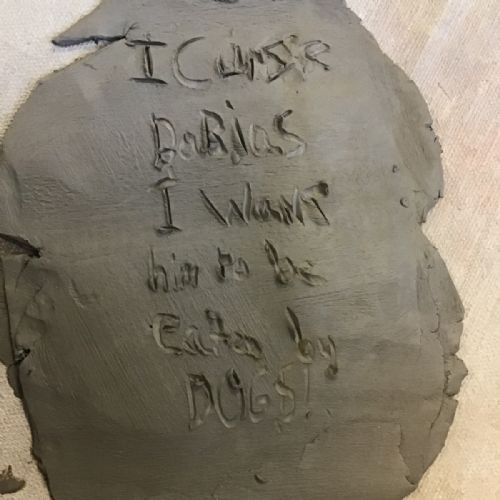 I Curse
DaRius
I Want
him to be
Eaten by
DOGS!